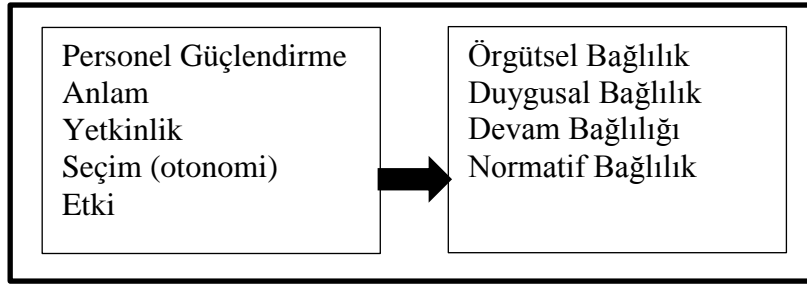 Personel Güçlendirme
Anlam
Yetkinlik
Seçim (otonomi)
Etki
Örgütsel Bağlılık
Duygusal Bağlılık
Devam Bağlılığı
Normatif Bağlılık